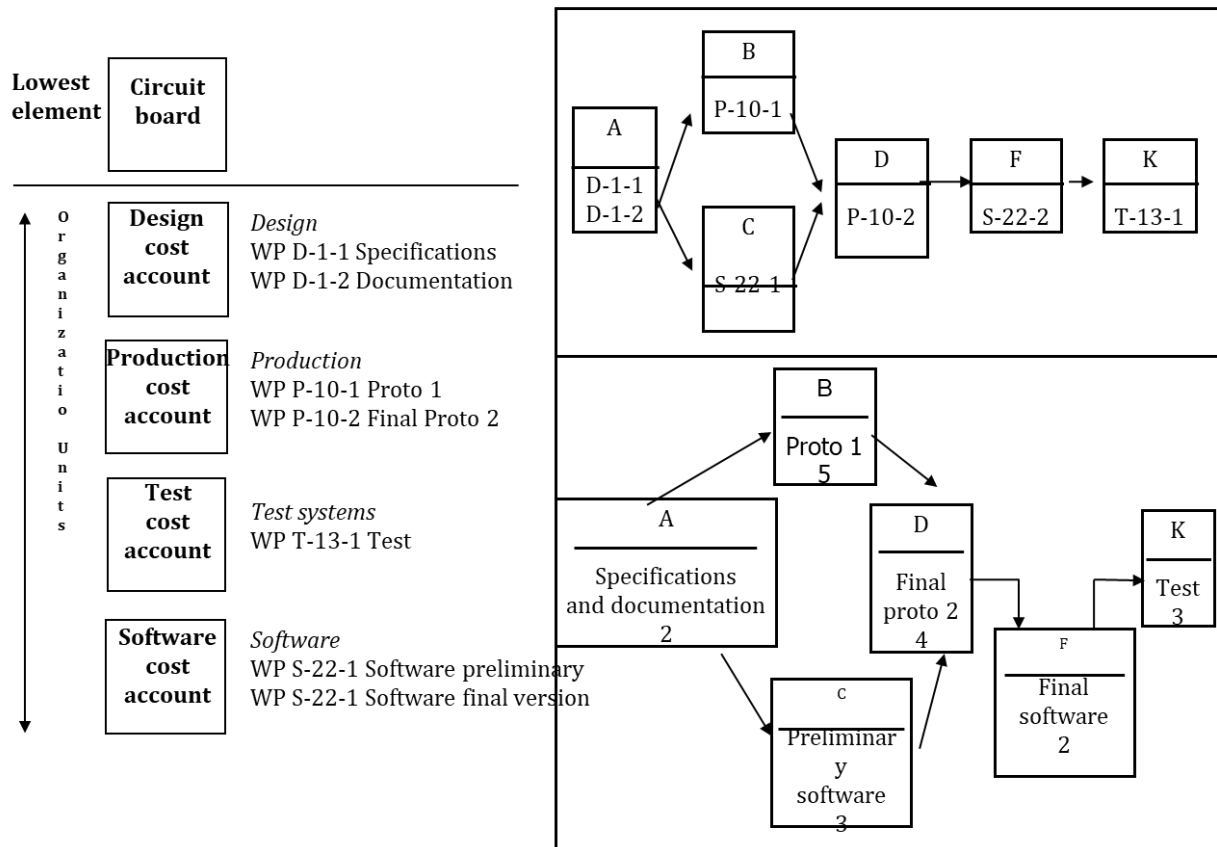 Lowest
element
Circuit
board
Organizatio Units
Design
cost
account
Design
WP D-1-1 Specifications
WP D-1-2 Documentation
Production
cost
account
Production
WP P-10-1 Proto 1
WP P-10-2 Final Proto 2
Test
cost
account
Test systems
WP T-13-1 Test
Software
cost
account
Software
WP S-22-1 Software preliminary
WP S-22-1 Software final version
A
D-1-1
D-1-2
B
P-10-1
C
S-22-1
D
P-10-2
F
S-22-2
K
T-13-1
A
Specifications
and documentation
2
B
Proto 1
5
C
Preliminar
y
software
3
D
Final
proto 2
4
F
Final
software
2
K
Test
3